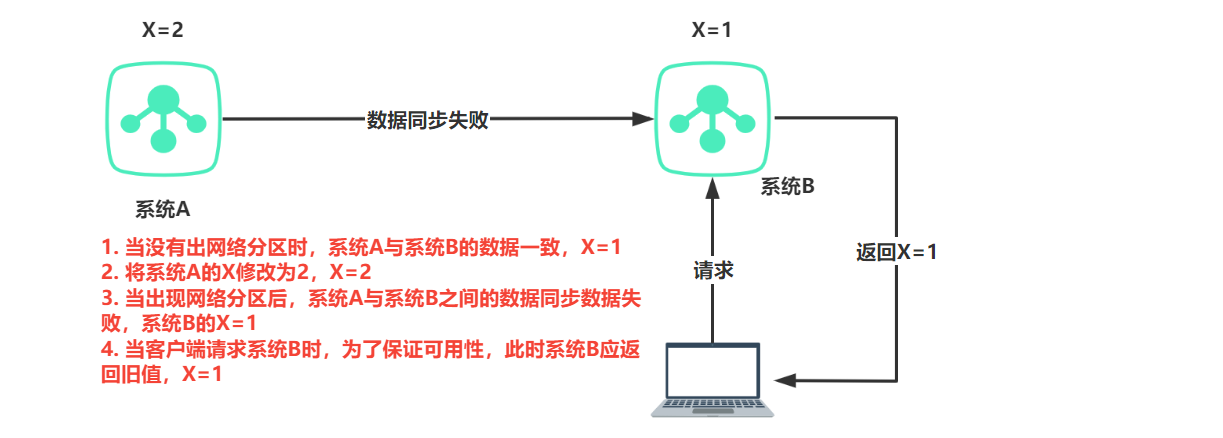 X=2
X=1
数据同步失败
系统A
系统B
1. 当没有出网络分区时，系统A与系统B的数据一致，X=1
2. 将系统A的X修改为2，X=2
3. 当出现网络分区后，系统A与系统B之间的数据同步数据失
败，系统B的X=1
4. 当客户端请求系统B时，为了保证可用性，此时系统B应返
回旧值，X=1
请求
返回X=1